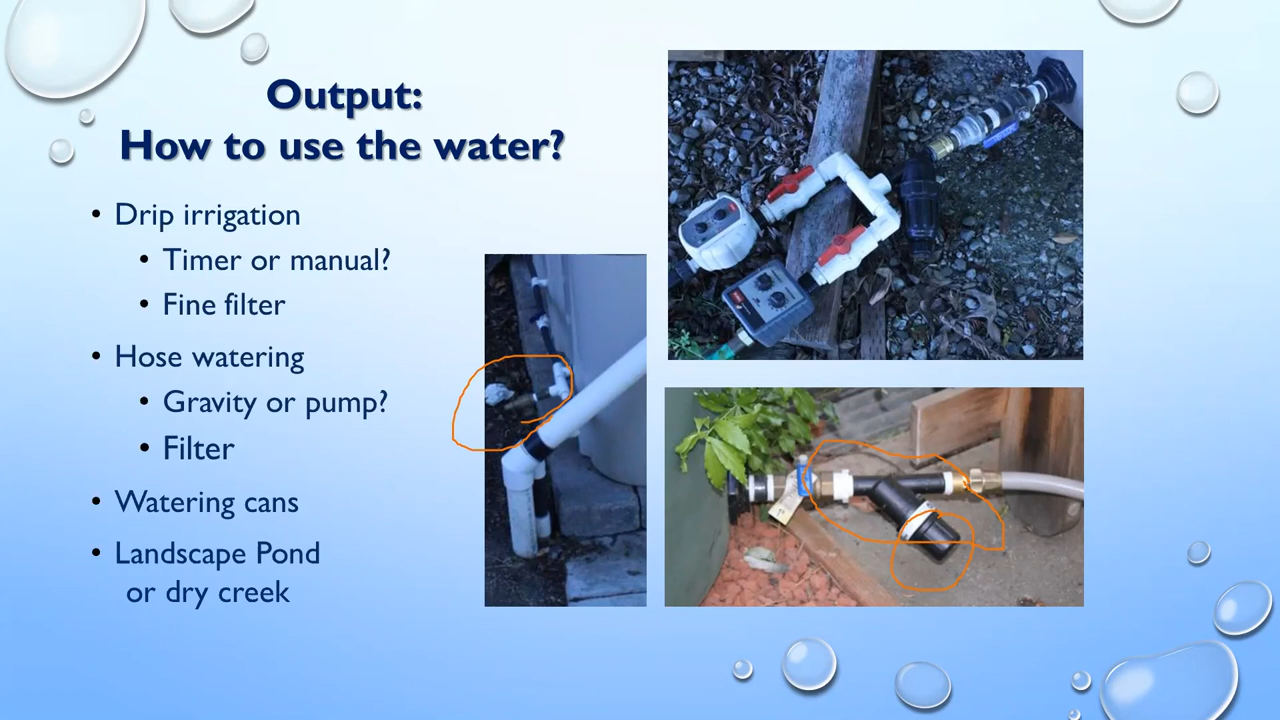 Output:
How to use the water?
• Drip irrigation
• Timer or manual?
• Fine filter
• Hose watering
• Gravity or pump?
• Filter
• Watering cans
• Landscape Pond
or dry creek